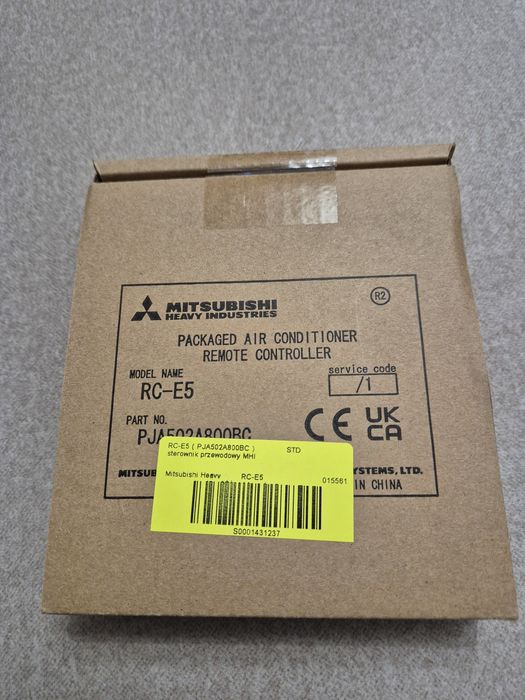 R2
MITSUBISHI
HEAVY INDUSTRIES
PACKAGED AIR CONDITIONER
REMOTE CONTROLLER
MODEL NAME
service code
RC-E5
/1
PART NO.
PJA502A800BC
CE UK
CA
RC-E5 ( PJA502A800BC ) STD
sterownik przewodowy MHI
MITSUB
SYSTEMS, LTD.
Mitsubishi Heavy RC-E5 015561
IN CHINA
S0001431237